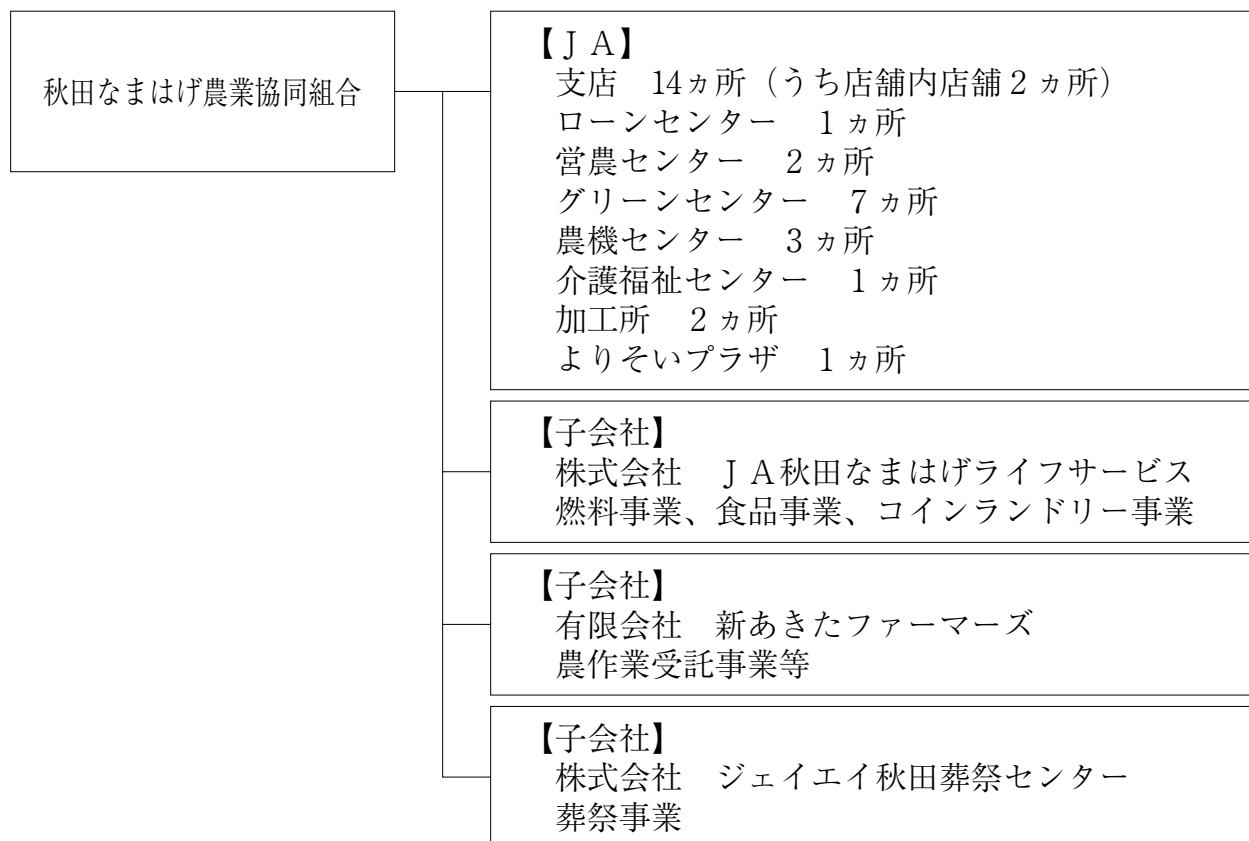 秋田なまはげ農業協同組合
【ＪＡ】
支店　14ヵ所（うち店舗内店舗２ヵ所）
ローンセンター　１ヵ所
営農センター　２ヵ所
グリーンセンター　７ヵ所
農機センター　３ヵ所
介護福祉センター　１ヵ所
加工所　２ヵ所
よりそいプラザ　１ヵ所
【子会社】
株式会社　ＪＡ秋田なまはげライフサービス
燃料事業、食品事業、コインランドリー事業
【子会社】
有限会社　新あきたファーマーズ
農作業受託事業等
【子会社】
株式会社　ジェイエイ秋田葬祭センター
葬祭事業